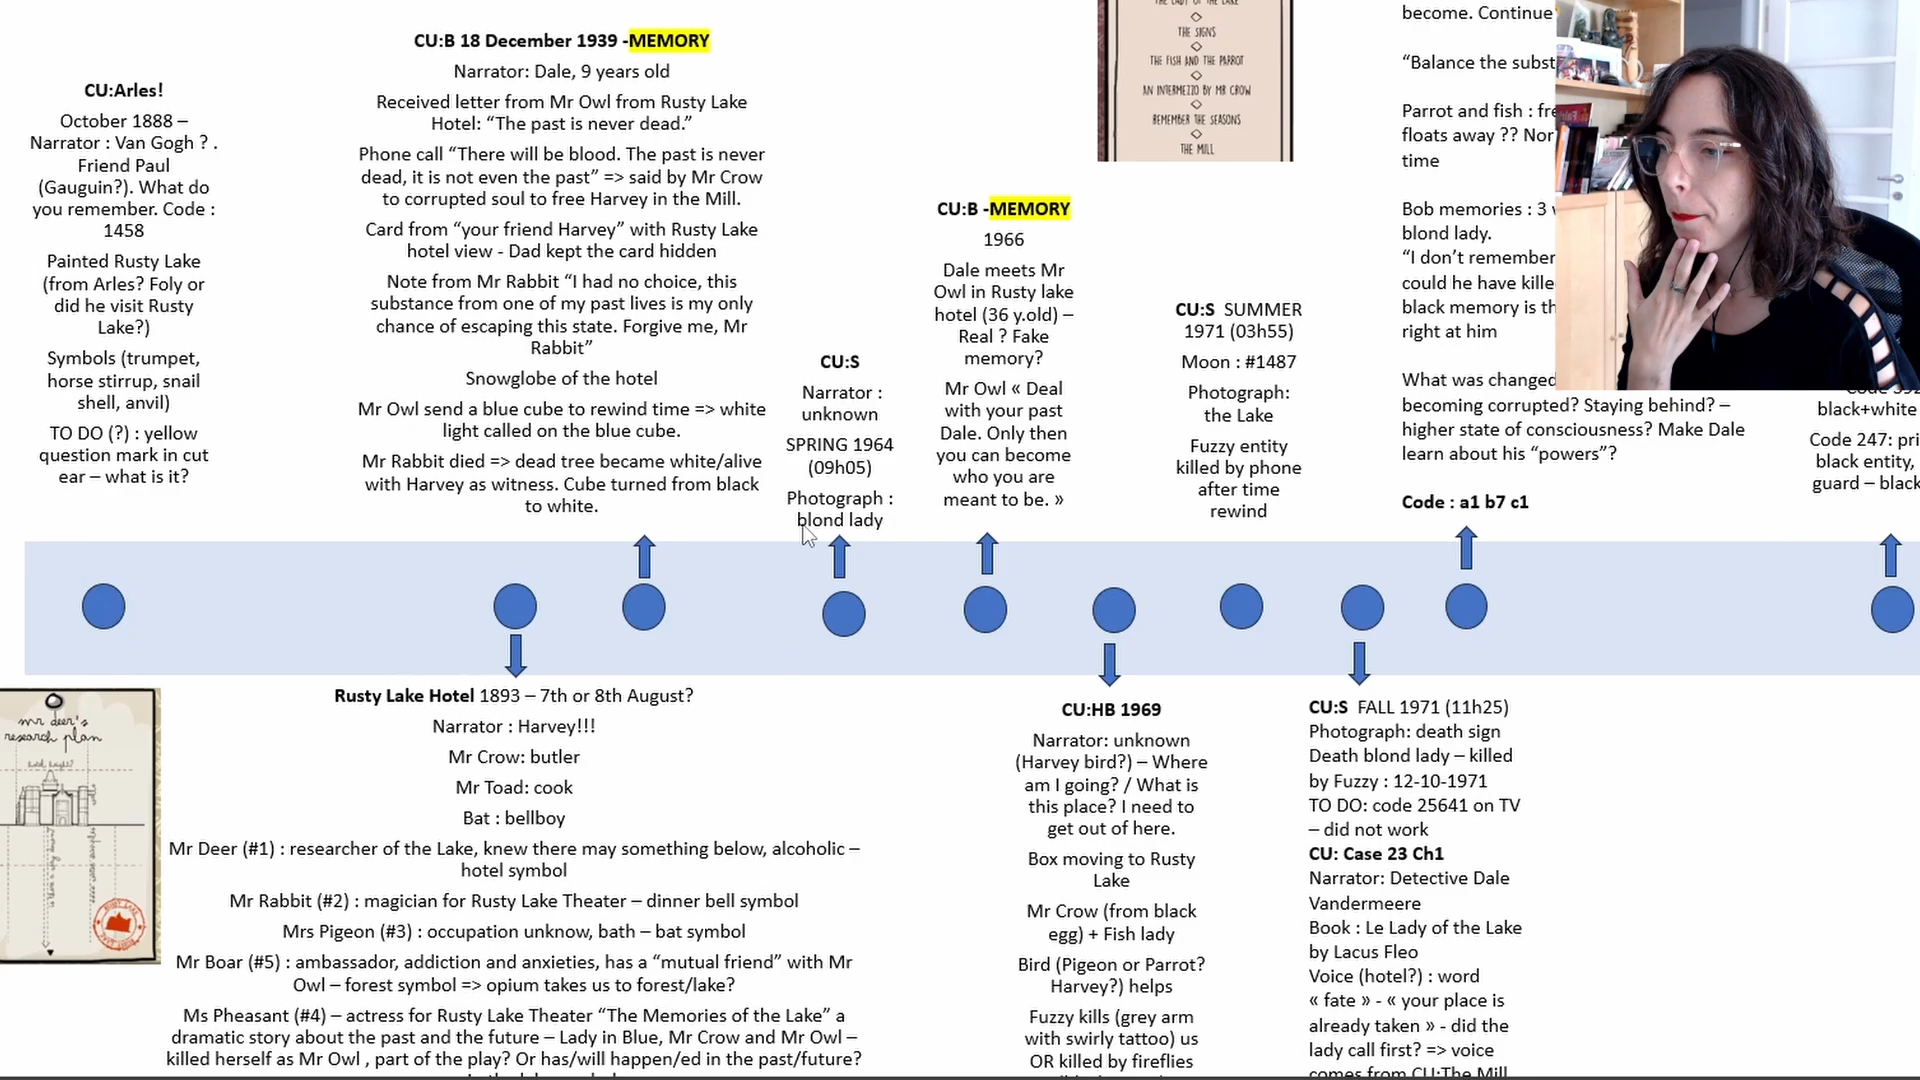 CU:Arles!
October 1888 –
Narrator : Van Gogh ? .
Friend Paul
(Gauguin?). What do
you remember. Code :
1458
Painted Rusty Lake
(from Arles? Foly or
did he visit Rusty
Lake?)
Symbols (trumpet,
horse stirrup, snail
shell, anvil)
TO DO (?) : yellow
question mark in cut
ear – what is it?
CU:B 18 December 1939 -MEMORY
Narrator: Dale, 9 years old
Received letter from Mr Owl from Rusty Lake
Hotel: “The past is never dead.”
Phone call “There will be blood. The past is never
dead, it is not even the past” => said by Mr Crow
to corrupted soul to free Harvey in the Mill.
Card from “your friend Harvey” with Rusty Lake
hotel view - Dad kept the card hidden
Note from Mr Rabbit “I had no choice, this
substance from one of my past lives is my only
chance of escaping this state. Forgive me, Mr
Rabbit”
Snowglobe of the hotel
Mr Owl send a blue cube to rewind time => white
light called on the blue cube.
Mr Rabbit died => dead tree became white/alive
with Harvey as witness. Cube turned from black
to white.
CU:S
Narrator :
unknown
SPRING 1964
(09h05)
Photograph :
blond lady
CU:B -MEMORY
1966
Dale meets Mr
Owl in Rusty lake
hotel (36 y.old) –
Real ? Fake
memory?
Mr Owl « Deal
with your past
Dale. Only then
you can become
who you are
meant to be. »
THE LADY OF THE LAKE
THE SIGNS
THE FISH AND THE PARROT
AN INTERMEZZO BY MR CROW
REMEMBER THE SEASONS
THE MILL
CU:S SUMMER
1971 (03h55)
Moon : #1487
Photograph:
the Lake
Fuzzy entity
killed by phone
after time
rewind
become. Continue
“Balance the subst
Parrot and fish : fre
floats away ?? Nor
time
Bob memories : 3
blond lady.
“I don’t remember
could he have kille
black memory is th
right at him
What was changed
becoming corrupted? Staying behind? –
higher state of consciousness? Make Dale
learn about his “powers”?
Code : a1 b7 c1
black+white
Code 247: pri
black entity,
guard – black
mr deer's
research plan
Rusty Lake Hotel 1893 – 7th or 8th August?
Narrator : Harvey!!!
Mr Crow: butler
Mr Toad: cook
Bat : bellboy
Mr Deer (#1) : researcher of the Lake, knew there may something below, alcoholic –
hotel symbol
Mr Rabbit (#2) : magician for Rusty Lake Theater – dinner bell symbol
Mrs Pigeon (#3) : occupation unknow, bath – bat symbol
Mr Boar (#5) : ambassador, addiction and anxieties, has a “mutual friend” with Mr
Owl – forest symbol => opium takes us to forest/lake?
Ms Pheasant (#4) – actress for Rusty Lake Theater “The Memories of the Lake” a
dramatic story about the past and the future – Lady in Blue, Mr Crow and Mr Owl –
killed herself as Mr Owl , part of the play? Or has/will happen/ed in the past/future?
CU:HB 1969
Narrator: unknown
(Harvey bird?) – Where
am I going? / What is
this place? I need to
get out of here.
Box moving to Rusty
Lake
Mr Crow (from black
egg) + Fish lady
Bird (Pigeon or Parrot?
Harvey?) helps
Fuzzy kills (grey arm
with swirly tattoo) us
OR killed by fireflies
CU:S FALL 1971 (11h25)
Photograph: death sign
Death blond lady – killed
by Fuzzy : 12-10-1971
TO DO: code 25641 on TV
– did not work
CU: Case 23 Ch1
Narrator: Detective Dale
Vandermeere
Book : Le Lady of the Lake
by Lacus Fleo
Voice (hotel?) : word
« fate » - « your place is
already taken » - did the
lady call first? => voice
comes from CU:The Mill